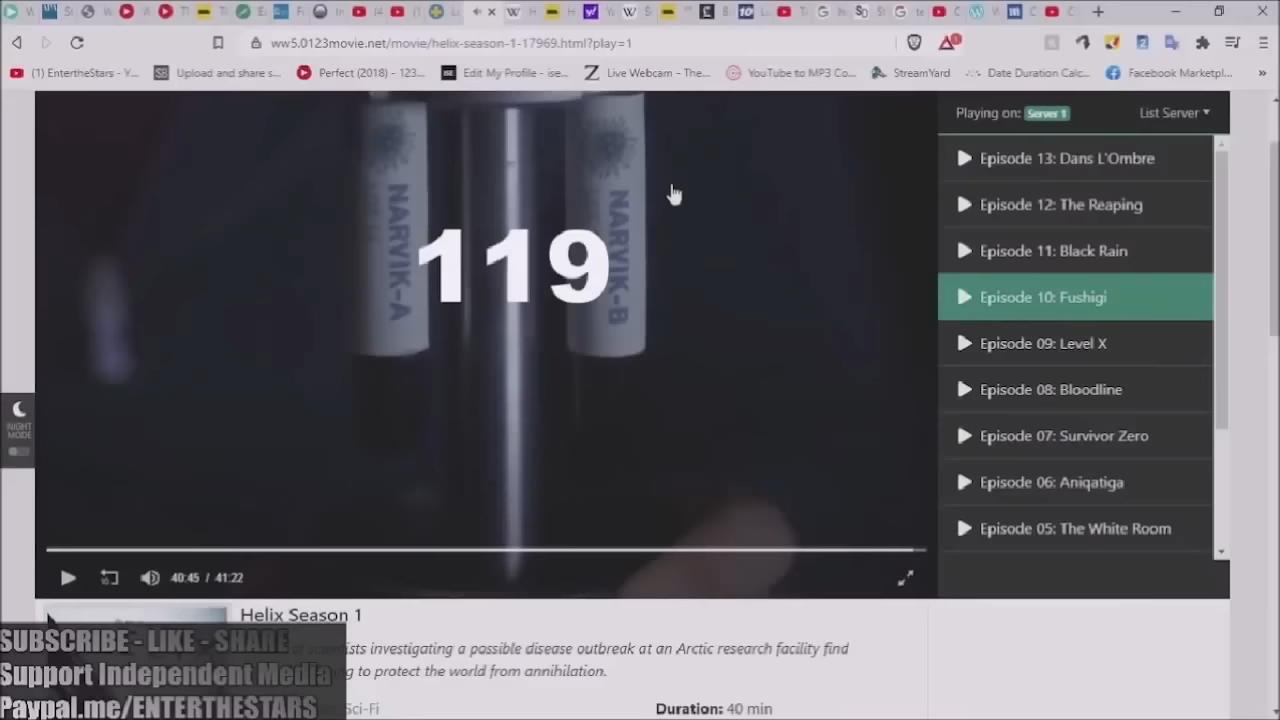 ww5.0123movie.net/movie/helix-season-1-17969.html?play=1
(1) EntertheStars - Y...
Upload and share s...
Perfect (2018) - 123...
Edit My Profile - ise...
Live Webcam - The...
YouTube to MP3 Co...
StreamYard
Date Duration Calc...
Facebook Marketpl...
»
Playing on: Server 1
List Server
NARVIK-A
119
NARVIK-B
Episode 13: Dans L'Ombre
Episode 12: The Reaping
Episode 11: Black Rain
Episode 10: Fushigi
Episode 09: Level X
Episode 08: Bloodline
Episode 07: Survivor Zero
Episode 06: Aniqatiga
Episode 05: The White Room
NIGHT
MODE
40:45 / 41:22
Helix Season 1
scientists investigating a possible disease outbreak at an Arctic research facility find
to protect the world from annihilation.
Sci-Fi
Duration: 40 min
SUBSCRIBE - LIKE - SHARE
Support Independent Media
Paypal.me/ENTERTHESTARS